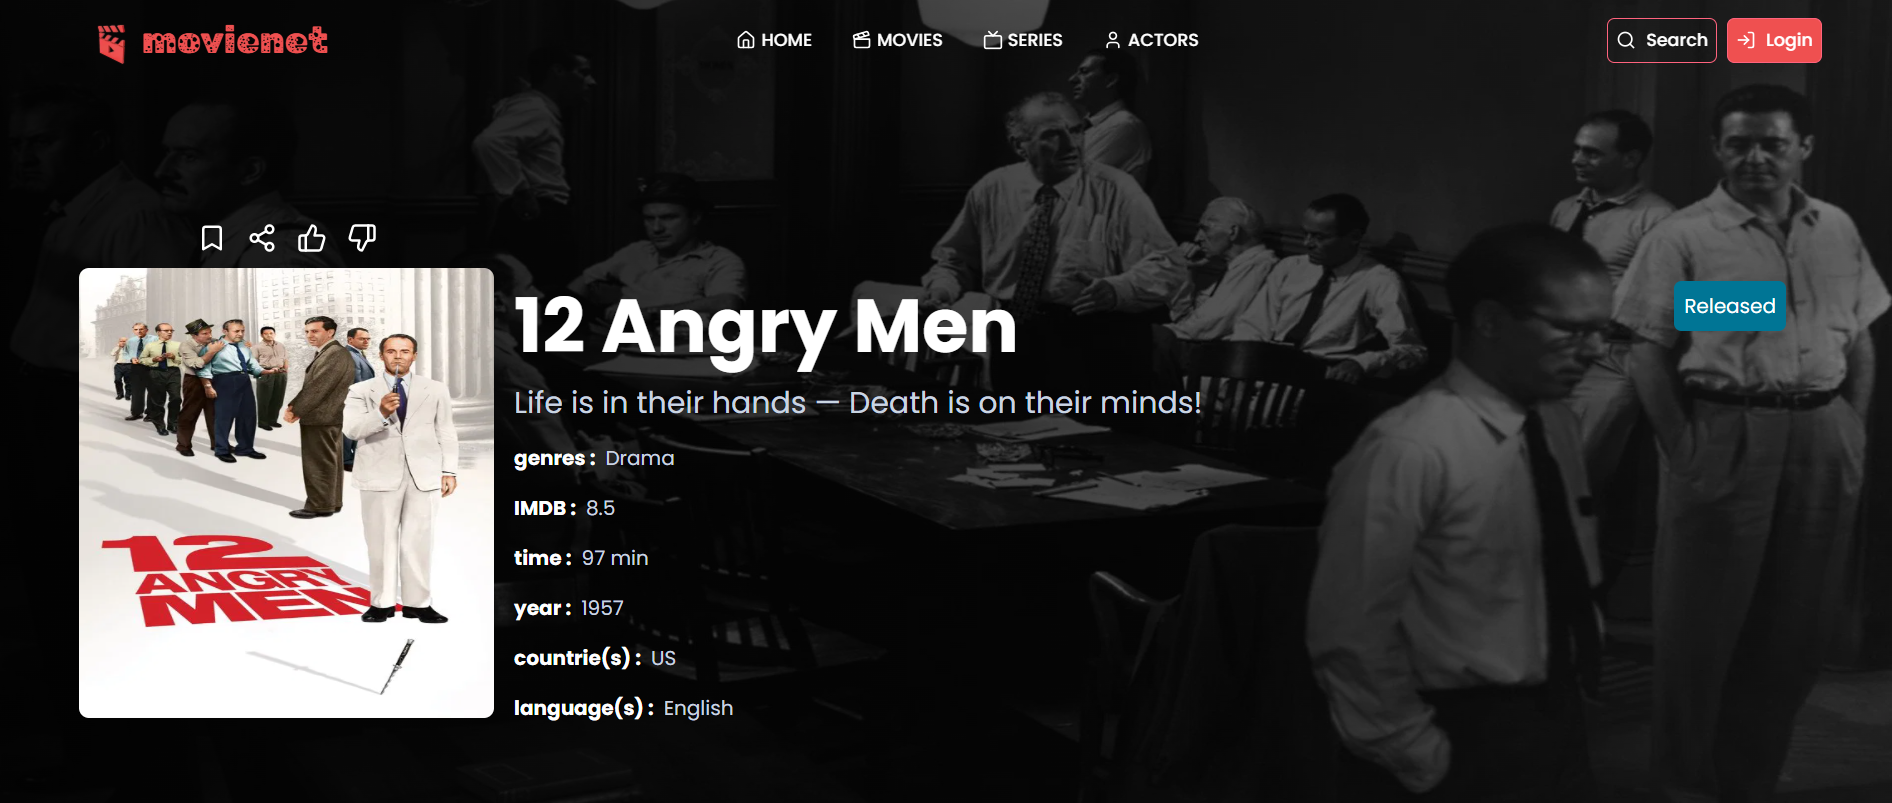 movienet
HOME
MOVIES
SERIES
ACTORS
Search
Login
12 Angry Men
Released
Life is in their hands — Death is on their minds!
genres : Drama
IMDB : 8.5
time : 97 min
year : 1957
countrie(s) : US
language(s) : English
12
ANGRY
MEN